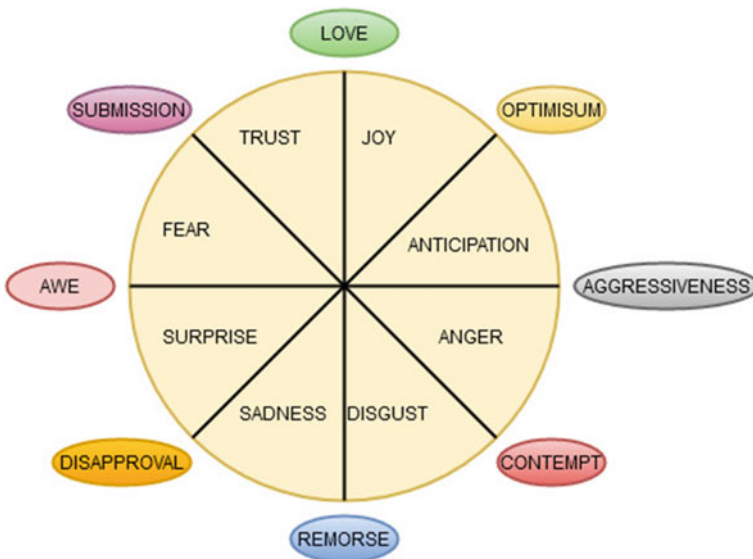 LOVE
SUBMISSION
OPTIMISUM
TRUST
JOY
FEAR
ANTICIPATION
AWE
AGGRESSIVENESS
SURPRISE
ANGER
SADNESS
DISGUST
DISAPPROVAL
CONTEMPT
REMORSE